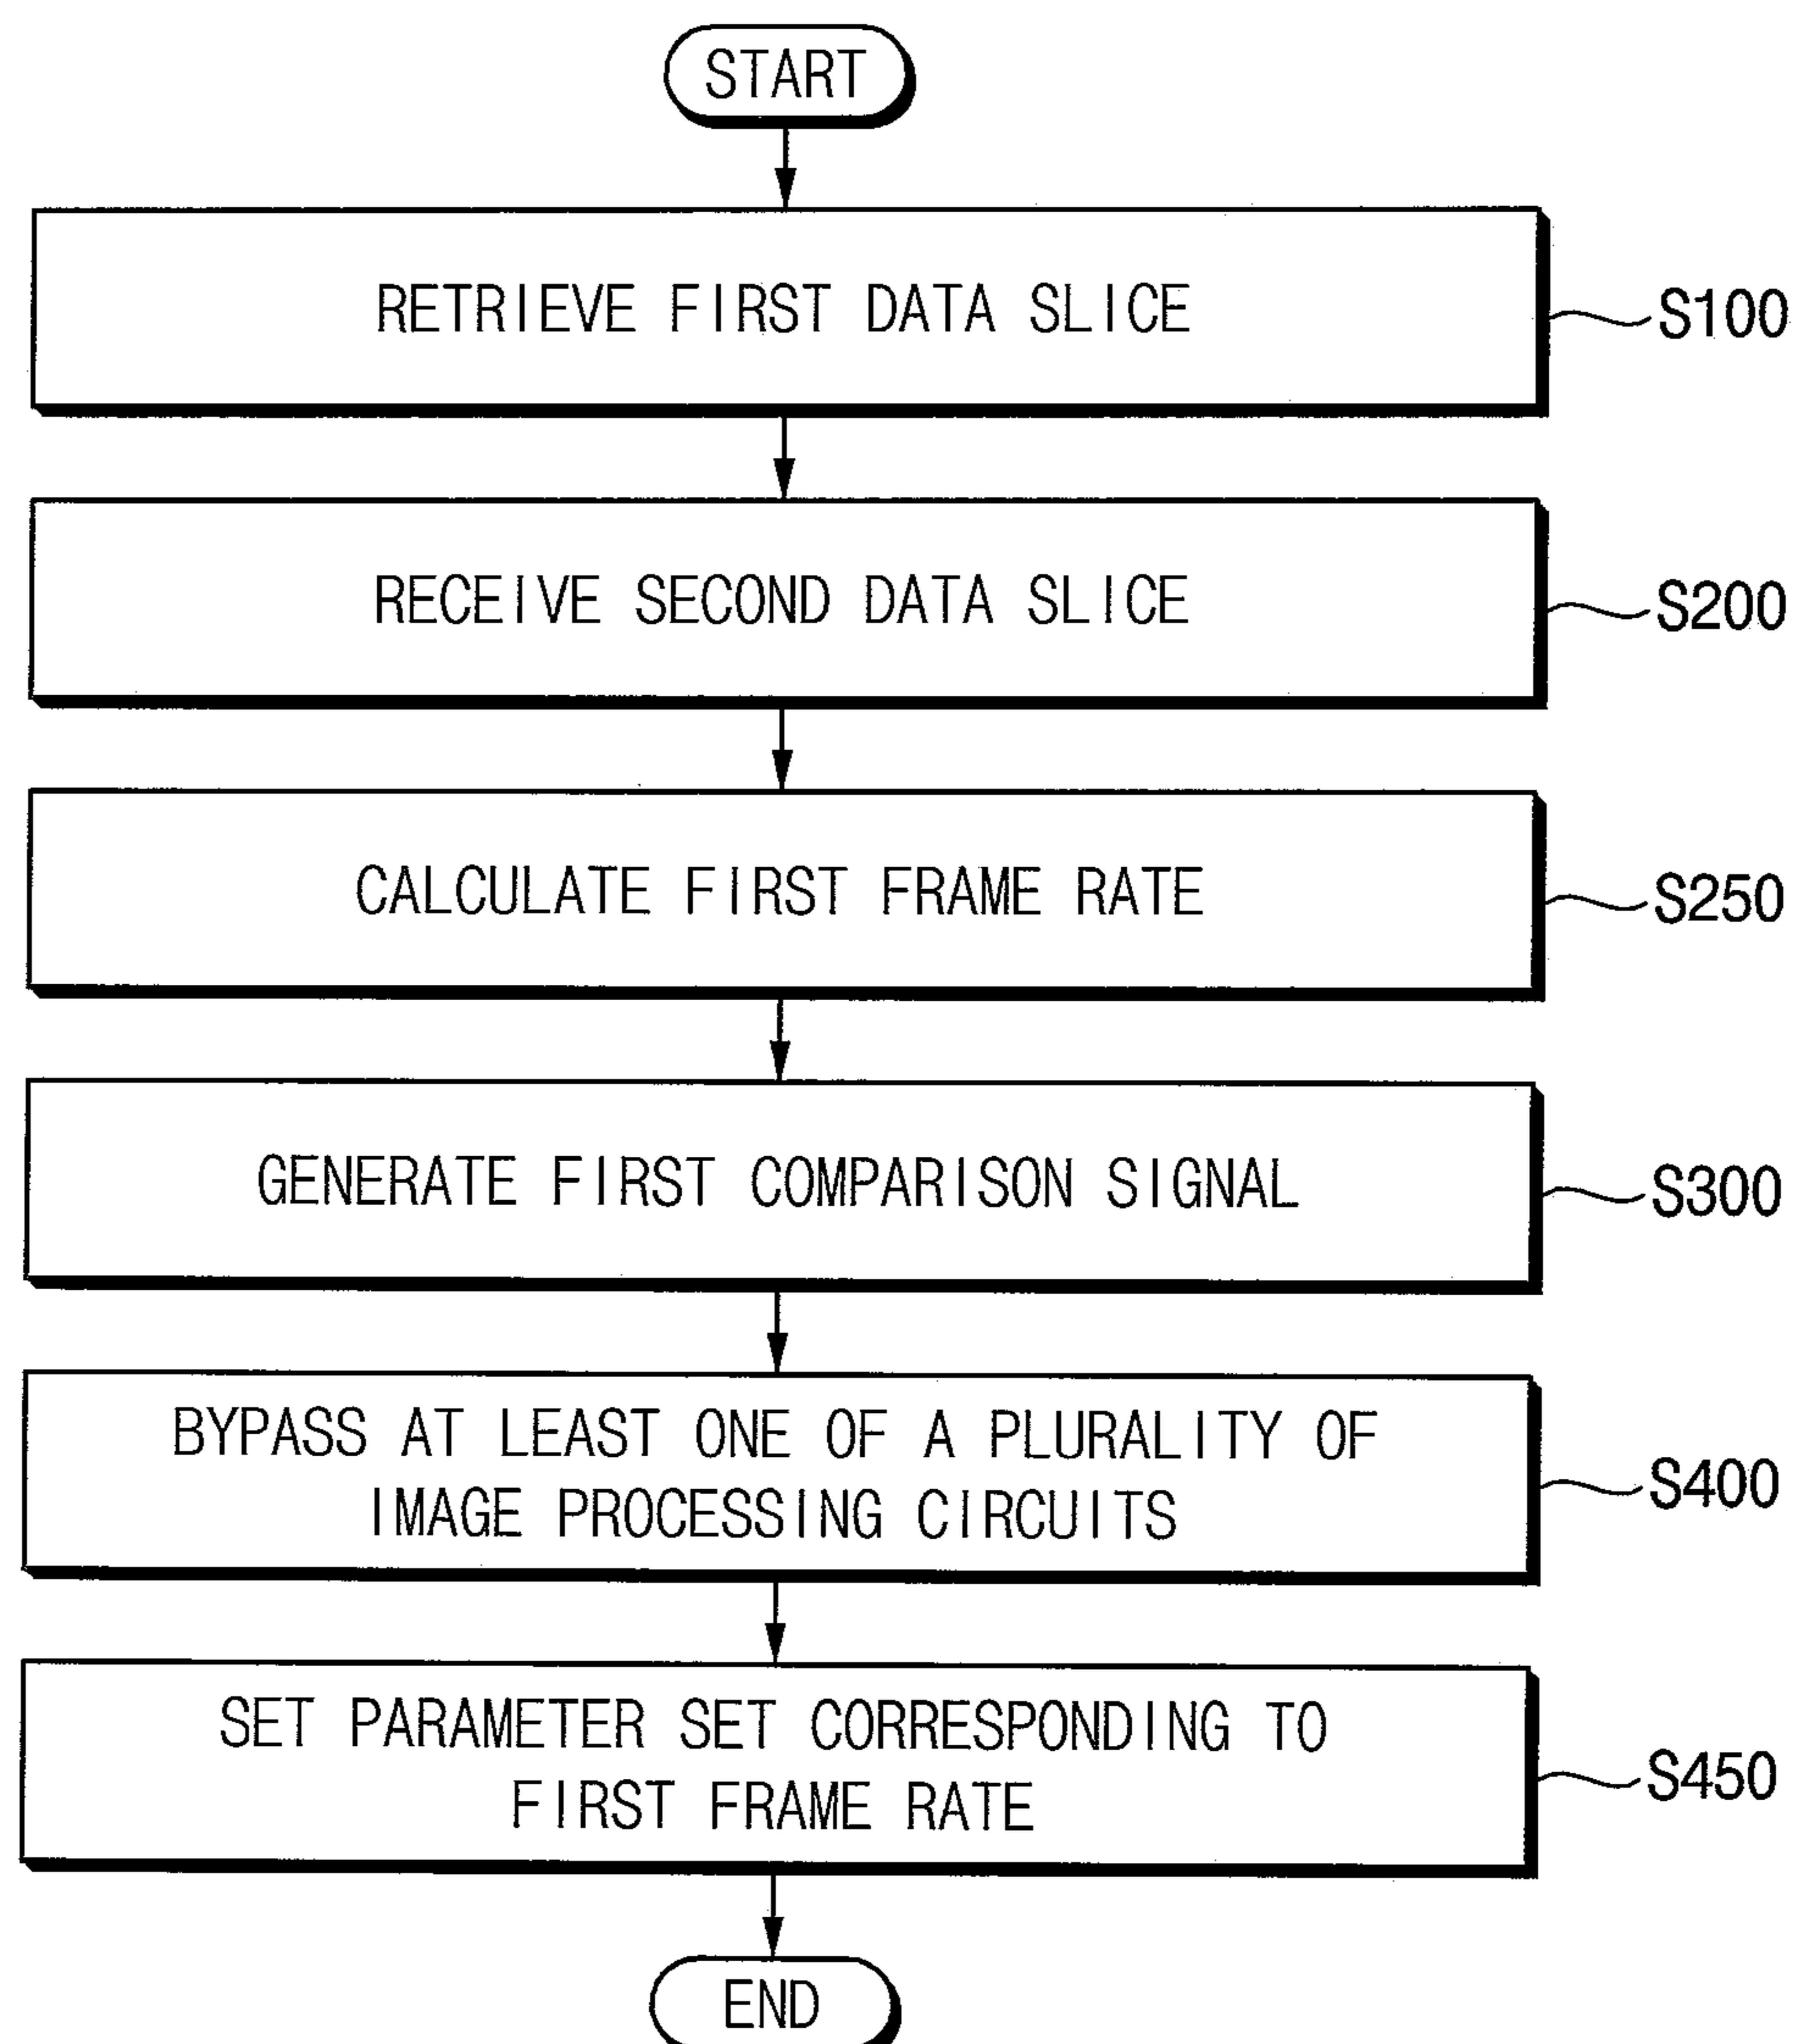 START
RETRIEVE FIRST DATA SLICE
S100
RECEIVE SECOND DATA SLICE
S200
CALCULATE FIRST FRAME RATE
S250
GENERATE FIRST COMPARISON SIGNAL
S300
BYPASS AT LEAST ONE OF A PLURALITY OF
IMAGE PROCESSING CIRCUITS
S400
SET PARAMETER SET CORRESPONDING TO
FIRST FRAME RATE
S450
END